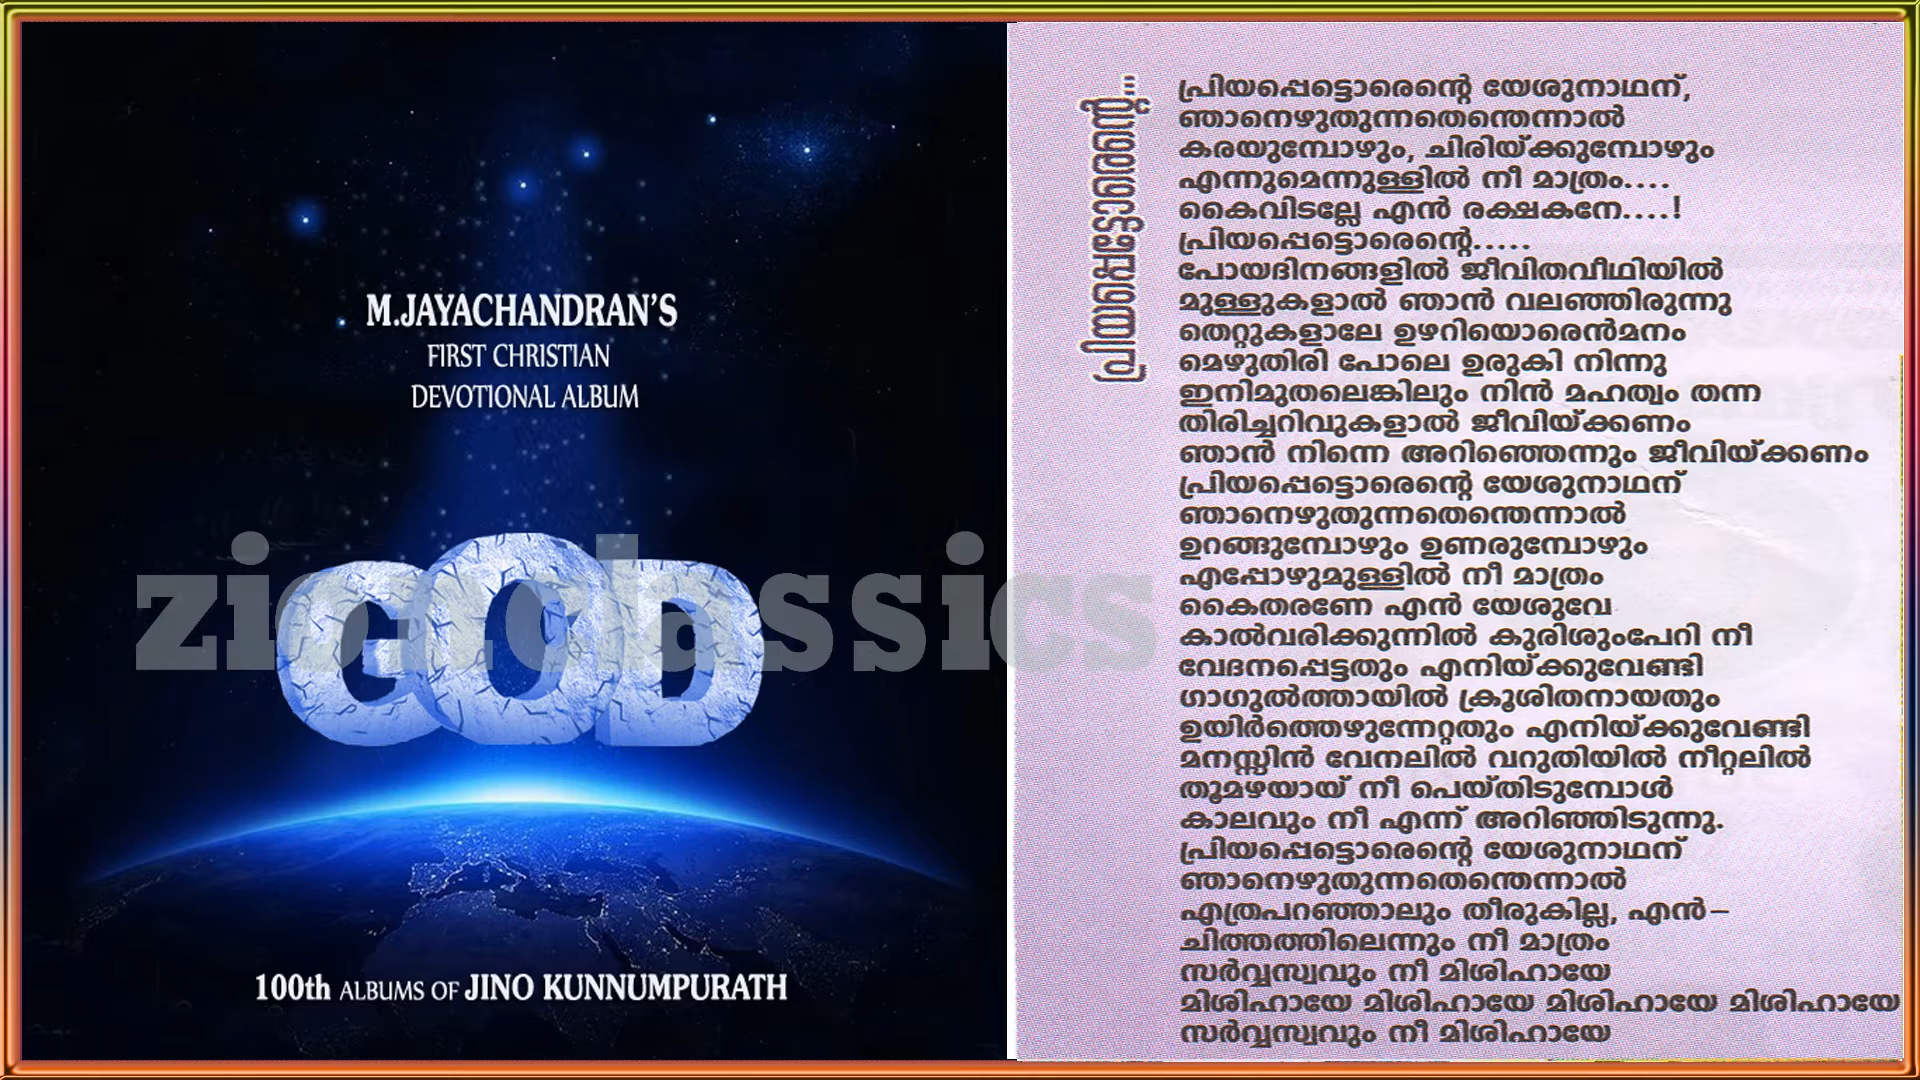 M.JAYACHANDRAN'S
FIRST CHRISTIAN
DEVOTIONAL ALBUM
GOD
zionclassics
100th ALBUMS OF JINO KUNNUMPURATH
പ്രിയപ്പെട്ടോരെന്റെ...
പ്രിയപ്പെട്ടൊരെന്റെ യേശുനാഥന്,
ഞാനെഴുതുന്നതെന്തെന്നാൽ
കരയുമ്പോഴും, ചിരിയ്ക്കുമ്പോഴും
എന്നുമെന്നുള്ളിൽ നീ മാത്രം....
കൈവിടല്ലേ എൻ രക്ഷകനേ....!
പ്രിയപ്പെട്ടൊരെന്റെ.....
പോയദിനങ്ങളിൽ ജീവിതവീഥിയിൽ
മുള്ളുകളാൽ ഞാൻ വലഞ്ഞിരുന്നു
തെറ്റുകളാലേ ഉഴറിയൊരെൻമനം
മെഴുതിരി പോലെ ഉരുകി നിന്നു
ഇനിമുതലെങ്കിലും നിൻ മഹത്വം തന്ന
തിരിച്ചറിവുകളാൽ ജീവിയ്ക്കണം
ഞാൻ നിന്നെ അറിഞ്ഞെന്നും ജീവിയ്ക്കണം
പ്രിയപ്പെട്ടൊരെന്റെ യേശുനാഥന്
ഞാനെഴുതുന്നതെന്തെന്നാൽ
ഉറങ്ങുമ്പോഴും ഉണരുമ്പോഴും
എപ്പോഴുമുള്ളിൽ നീ മാത്രം
കൈതരണേ എൻ യേശുവേ
കാൽവരിക്കുന്നിൽ കുരിശുംപേറി നീ
വേദനപ്പെട്ടതും എനിയ്ക്കുവേണ്ടി
ഗാഗുൽത്തായിൽ ക്രൂശിതനായതും
ഉയിർത്തെഴുന്നേറ്റതും എനിയ്ക്കുവേണ്ടി
മനസ്സിൻ വേനലിൽ വറുതിയിൽ നീറ്റലിൽ
തൂമഴയായ് നീ പെയ്തിടുമ്പോൾ
കാലവും നീ എന്ന് അറിഞ്ഞിടുന്നു.
പ്രിയപ്പെട്ടൊരെന്റെ യേശുനാഥന്
ഞാനെഴുതുന്നതെന്തെന്നാൽ
എത്രപറഞ്ഞാലും തീരുകില്ല, എൻ–
ചിത്തത്തിലെന്നും നീ മാത്രം
സർവ്വസ്വവും നീ മിശിഹായേ
മിശിഹായേ മിശിഹായേ മിശിഹായേ മിശിഹായേ
സർവ്വസ്വവും നീ മിശിഹായേ